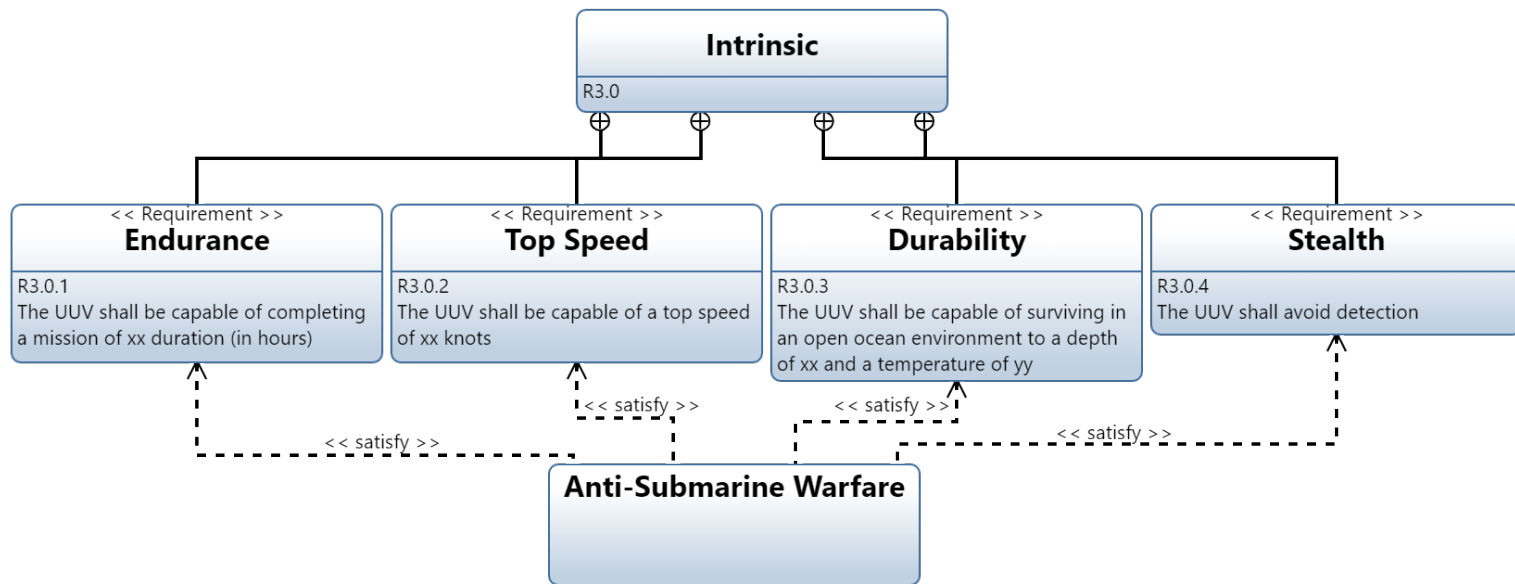 Intrinsic
R3.0
<< Requirement >>
Endurance
R3.0.1
The UUV shall be capable of completing
a mission of xx duration (in hours)
<< Requirement >>
Top Speed
R3.0.2
The UUV shall be capable of a top speed
of xx knots
<< Requirement >>
Durability
R3.0.3
The UUV shall be capable of surviving in
an open ocean environment to a depth
of xx and a temperature of yy
<< Requirement >>
Stealth
R3.0.4
The UUV shall avoid detection
<< satisfy >>
<< satisfy >>
<< satisfy >>
<< satisfy >>
Anti-Submarine Warfare